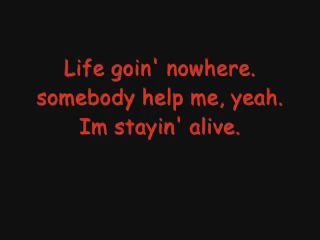 Life goin' nowhere.
somebody help me, yeah.
Im stayin' alive.